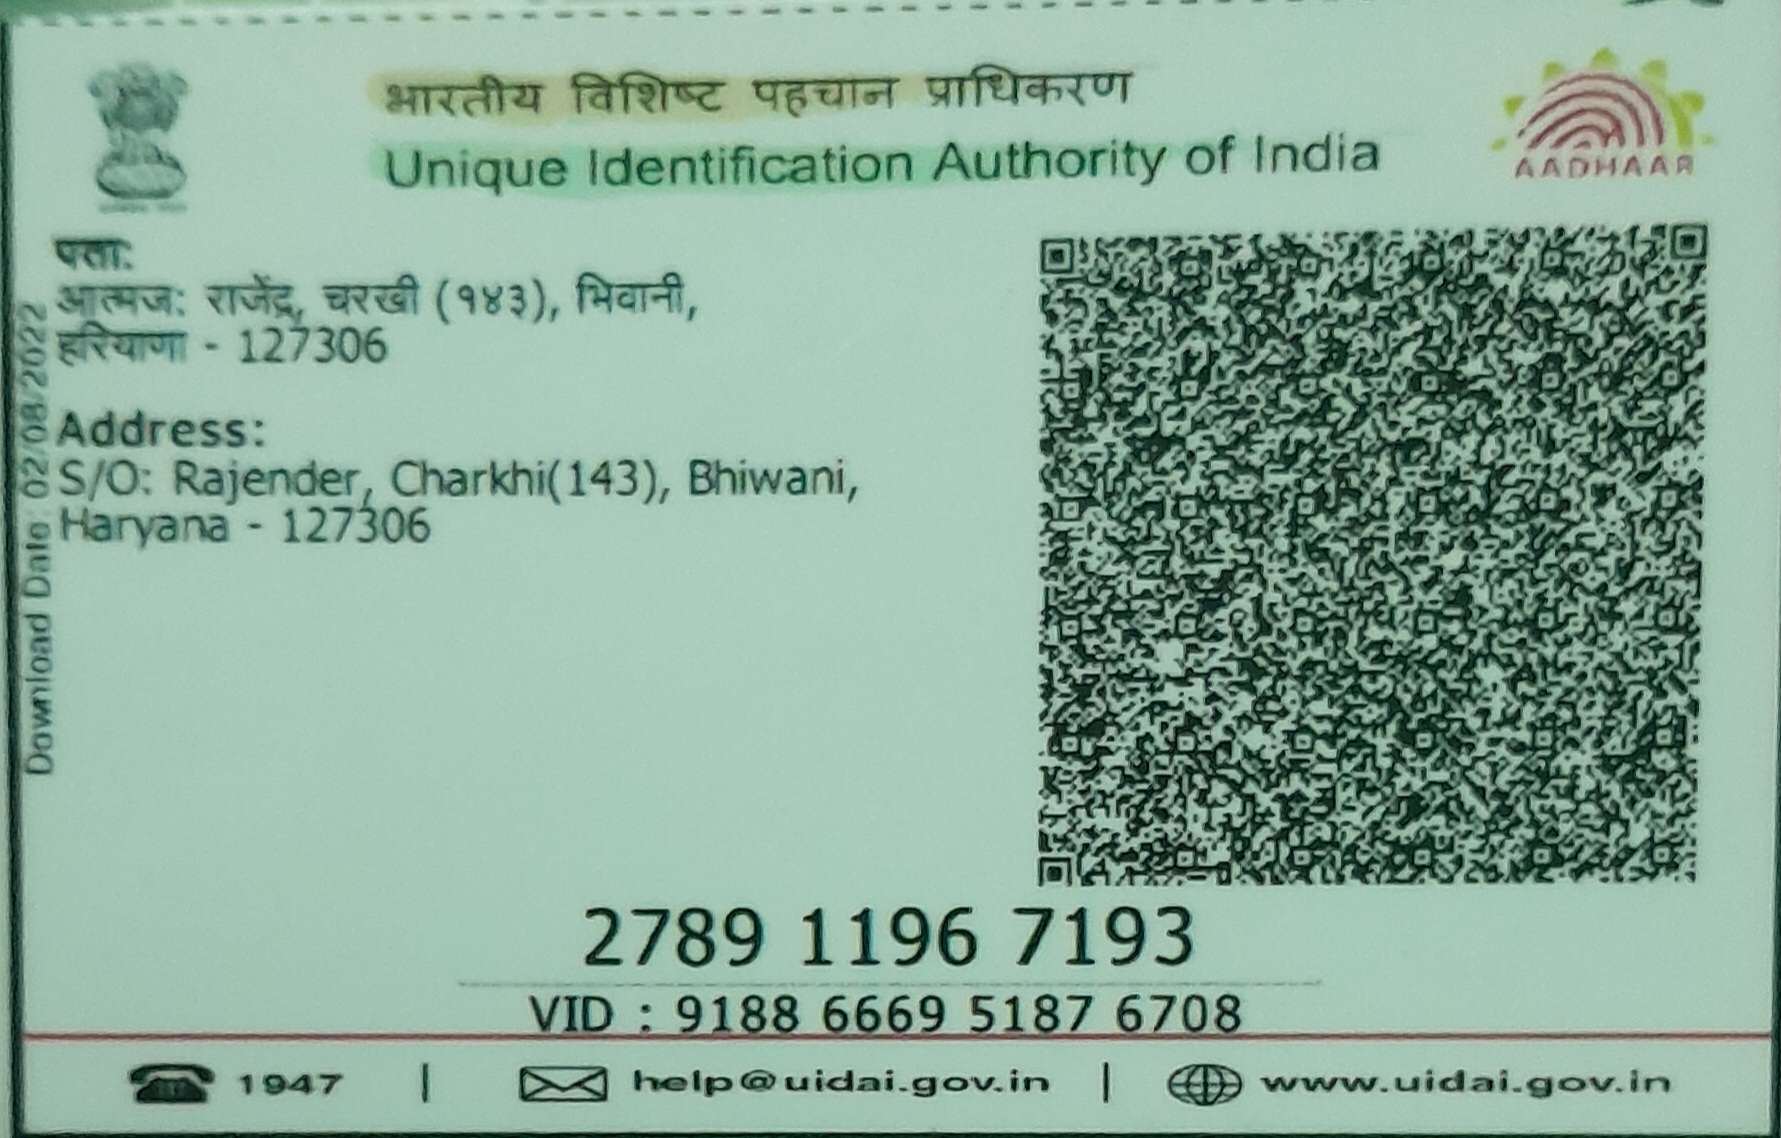 भारतीय विशिष्ट पहचान प्राधिकरण
Unique Identification Authority of India
AADHAAR
पता:
आत्मज: राजेंद्र, चरखी (१४३), भिवानी,
हरियाणा - 127306
Address:
S/O: Rajender, Charkhi(143), Bhiwani,
Haryana - 127306
Download Date: 02/08/2022
2789 1196 7193
VID : 9188 6669 5187 6708
1947 | help@uidai.gov.in | www.uidai.gov.in